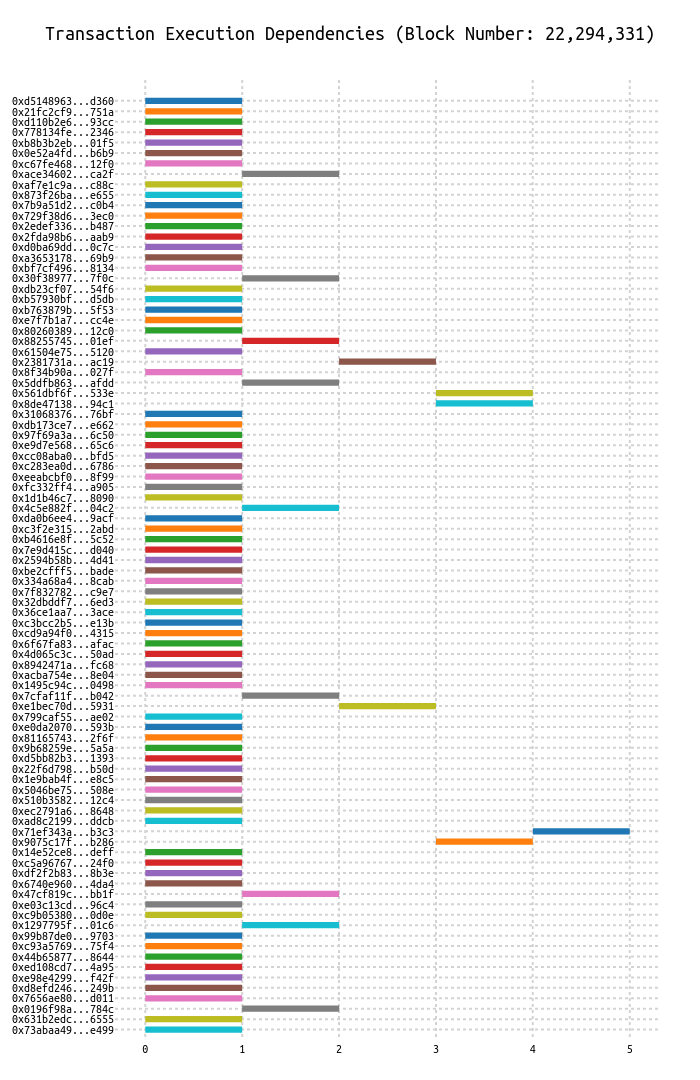 Transaction Execution Dependencies (Block Number: 22,294,331)
0xd5148963...d360
0x21fc2cf9...751a
0xd110b2e6...93cc
0x778134fe...2346
0xb8b3b2eb...01f5
0x0e52a4fd...b6b9
0xc67fe468...12f0
0xace34602...ca2f
0xaf7e1c9a...c88c
0x873f26ba...e655
0x7b9a51d2...c0b4
0x729f38d6...3ec0
0x2edef336...b487
0x2fda98b6...aab9
0xd0ba69dd...0c7c
0xa3653178...69b9
0xbf7cf496...8134
0x30f38977...7f0c
0xdb23cf07...54f6
0xb57930bf...d5db
0xb763879b...5f53
0xe7f7b1a7...cc4e
0x80260389...12c0
0x88255745...01ef
0x61504e75...5120
0x2381731a...ac19
0x8f34b90a...027f
0x5ddfb863...afdd
0x561dbf6f...533e
0x8de47138...94c1
0x31068376...76bf
0xdb173ce7...e662
0x97f69a3a...6c50
0xe9d7e568...65c6
0xcc08aba0...bfd5
0xc283ea0d...6786
0xeeabcbf0...8f99
0xfc332ff4...a905
0x1d1b46c7...8090
0x4c5e882f...04c2
0xda0b6ee4...9acf
0xc3f2e315...2abd
0xb4616e8f...5c52
0x7e9d415c...d040
0x2594b58b...4d41
0xbe2cfff5...bade
0x334a68a4...8cab
0x7f832782...c9e7
0x32dbddf7...6ed3
0x36ce1aa7...3ace
0xc3bcc2b5...e13b
0xcd9a94f0...4315
0x6f67fa83...afac
0x4d065c3c...50ad
0x8942471a...fc68
0xacba754e...8e04
0x1495c94c...0498
0x7cfaf11f...b042
0xe1bec70d...5931
0x799caf55...ae02
0xe0da2070...593b
0x81165743...2f6f
0x9b68259e...5a5a
0xd5bb82b3...1393
0x22f6d798...b50d
0x1e9bab4f...e8c5
0x5046be75...508e
0x510b3582...12c4
0xec2791a6...8648
0xad8c2199...ddcb
0x71ef343a...b3c3
0x9075c17f...b286
0x14e52ce8...deff
0xc5a96767...24f0
0xdf2f2b83...8b3e
0x6740e960...4da4
0x47cf819c...bb1f
0xe03c13cd...96c4
0xc9b05380...0d0e
0x1297795f...01c6
0x99b87de0...9703
0xc93a5769...75f4
0x44b65877...8644
0xed108cd7...4a95
0xe98e4299...f42f
0xd8efd246...249b
0x7656ae80...d011
0x0196f98a...784c
0x631b2edc...6555
0x73abaa49...e499
0 1 2 3 4 5